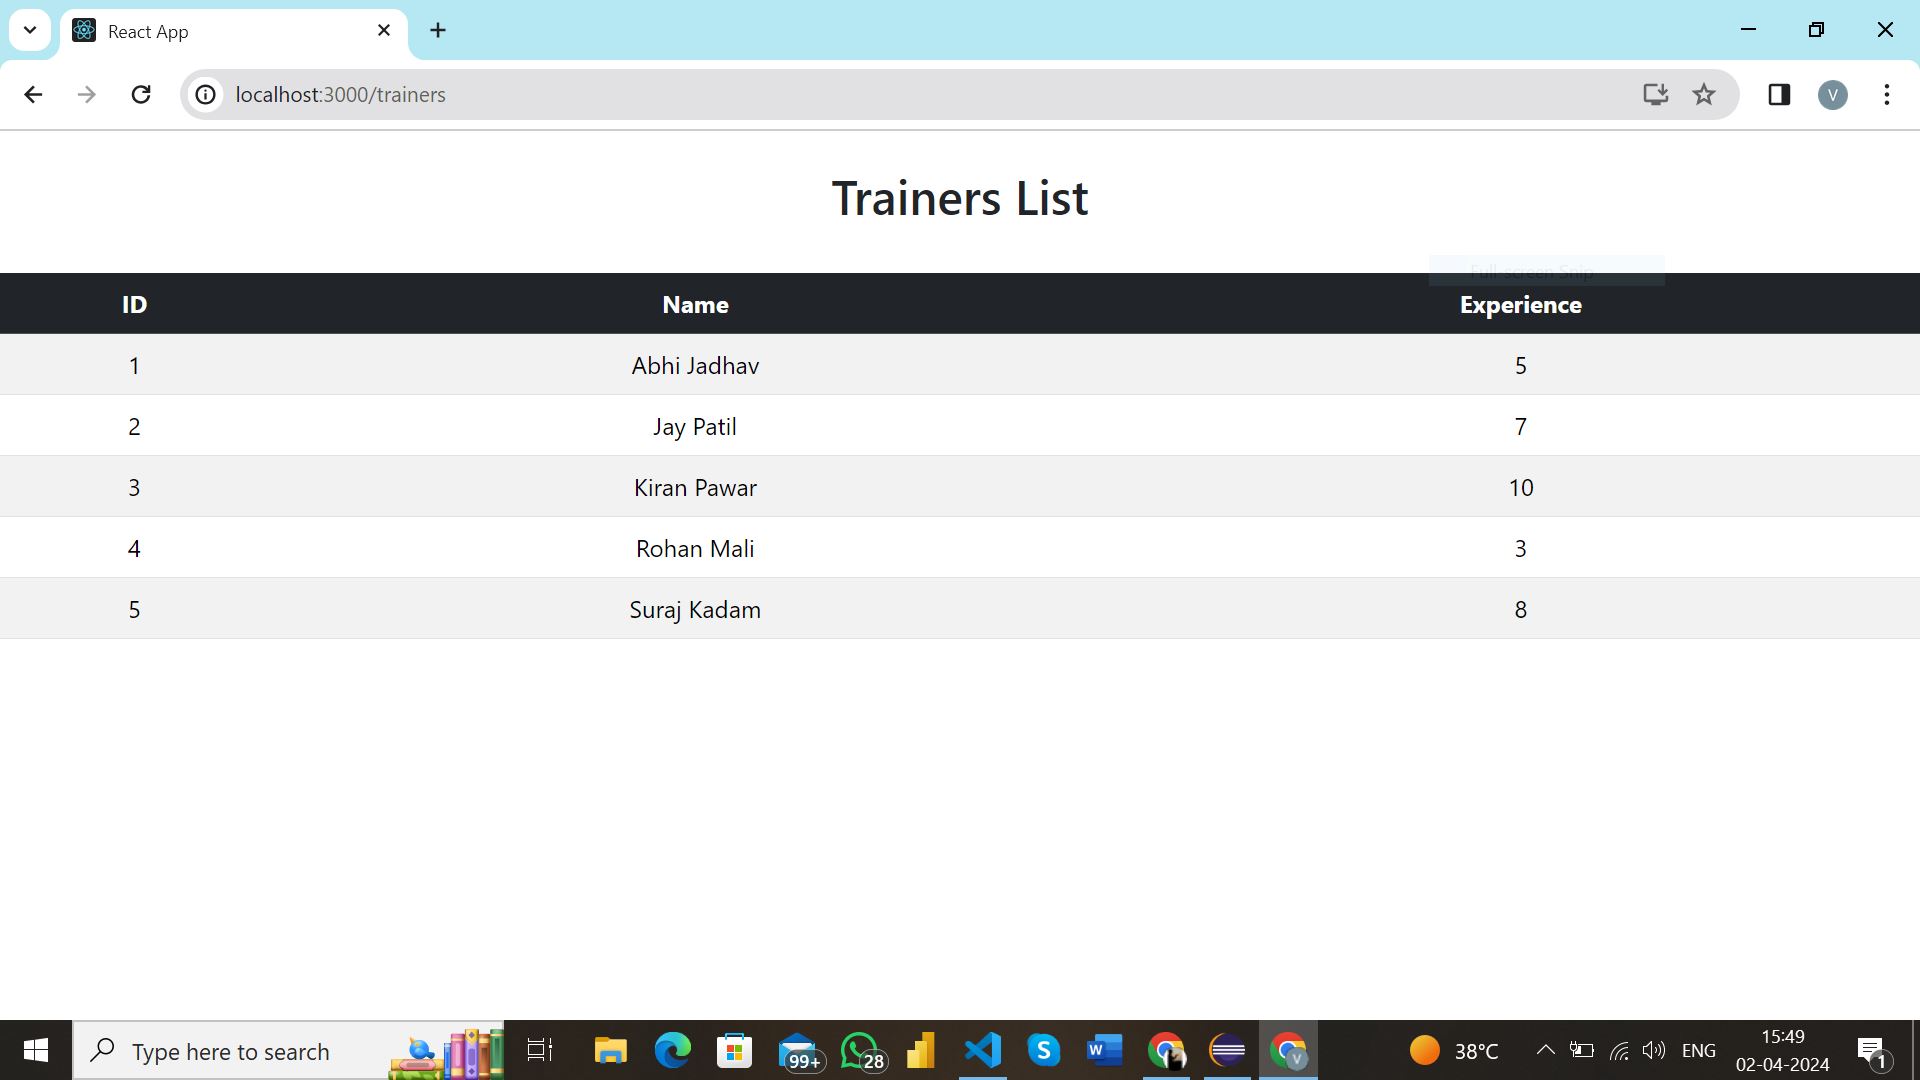 React App
localhost:3000/trainers
V
Trainers List
Full-screen Snip
ID Name Experience
1 Abhi Jadhav 5
2 Jay Patil 7
3 Kiran Pawar 10
4 Rohan Mali 3
5 Suraj Kadam 8
Type here to search
99+
28
S
W
V
38°C
ENG
15:49
02-04-2024
1